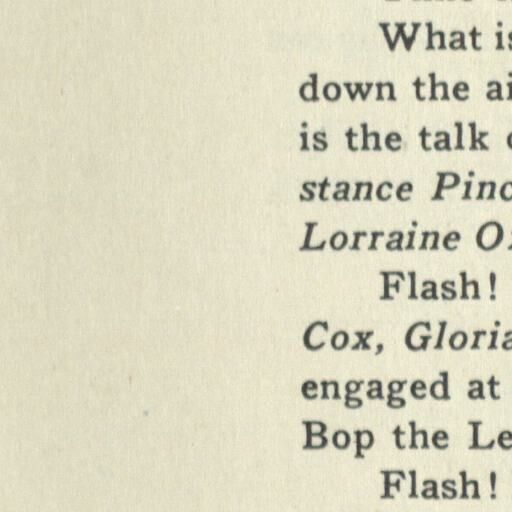 What is
down the ai
is the talk
stance Pinc
Lorraine O
Flash!
Cox, Gloria
engaged at
Bop the Le
Flash!